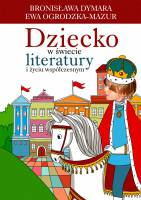 BRONISŁAWA DYMARA
EWA OGRODZKA-MAZUR
Dziecko
w świecie
literatury
i życiu współczesnym